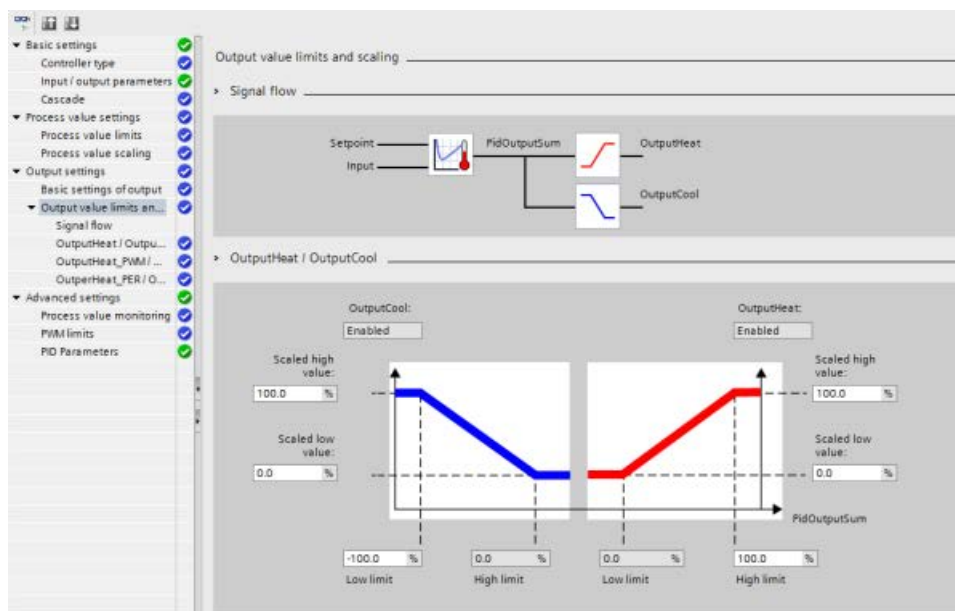 Basic settings
Controller type
Input / output parameters
Cascade
Process value settings
Process value limits
Process value scaling
Output settings
Basic settings of output
Output value limits an...
Signal flow
OutputHeat / Outpu...
OutputHeat_PWM / ...
OutperHeat_PER / O...
Advanced settings
Process value monitoring
PWM limits
PID Parameters
Output value limits and scaling
Signal flow
Setpoint
Input
PidOutputSum
OutputHeat
OutputCool
OutputHeat / OutputCool
OutputCool:
Enabled
OutputHeat:
Enabled
Scaled high
value:
100.0 %
Scaled low
value:
0.0 %
Scaled high
value:
100.0 %
Scaled low
value:
0.0 %
PidOutputSum
-100.0 %
Low limit
0.0 %
High limit
0.0 %
Low limit
100.0 %
High limit